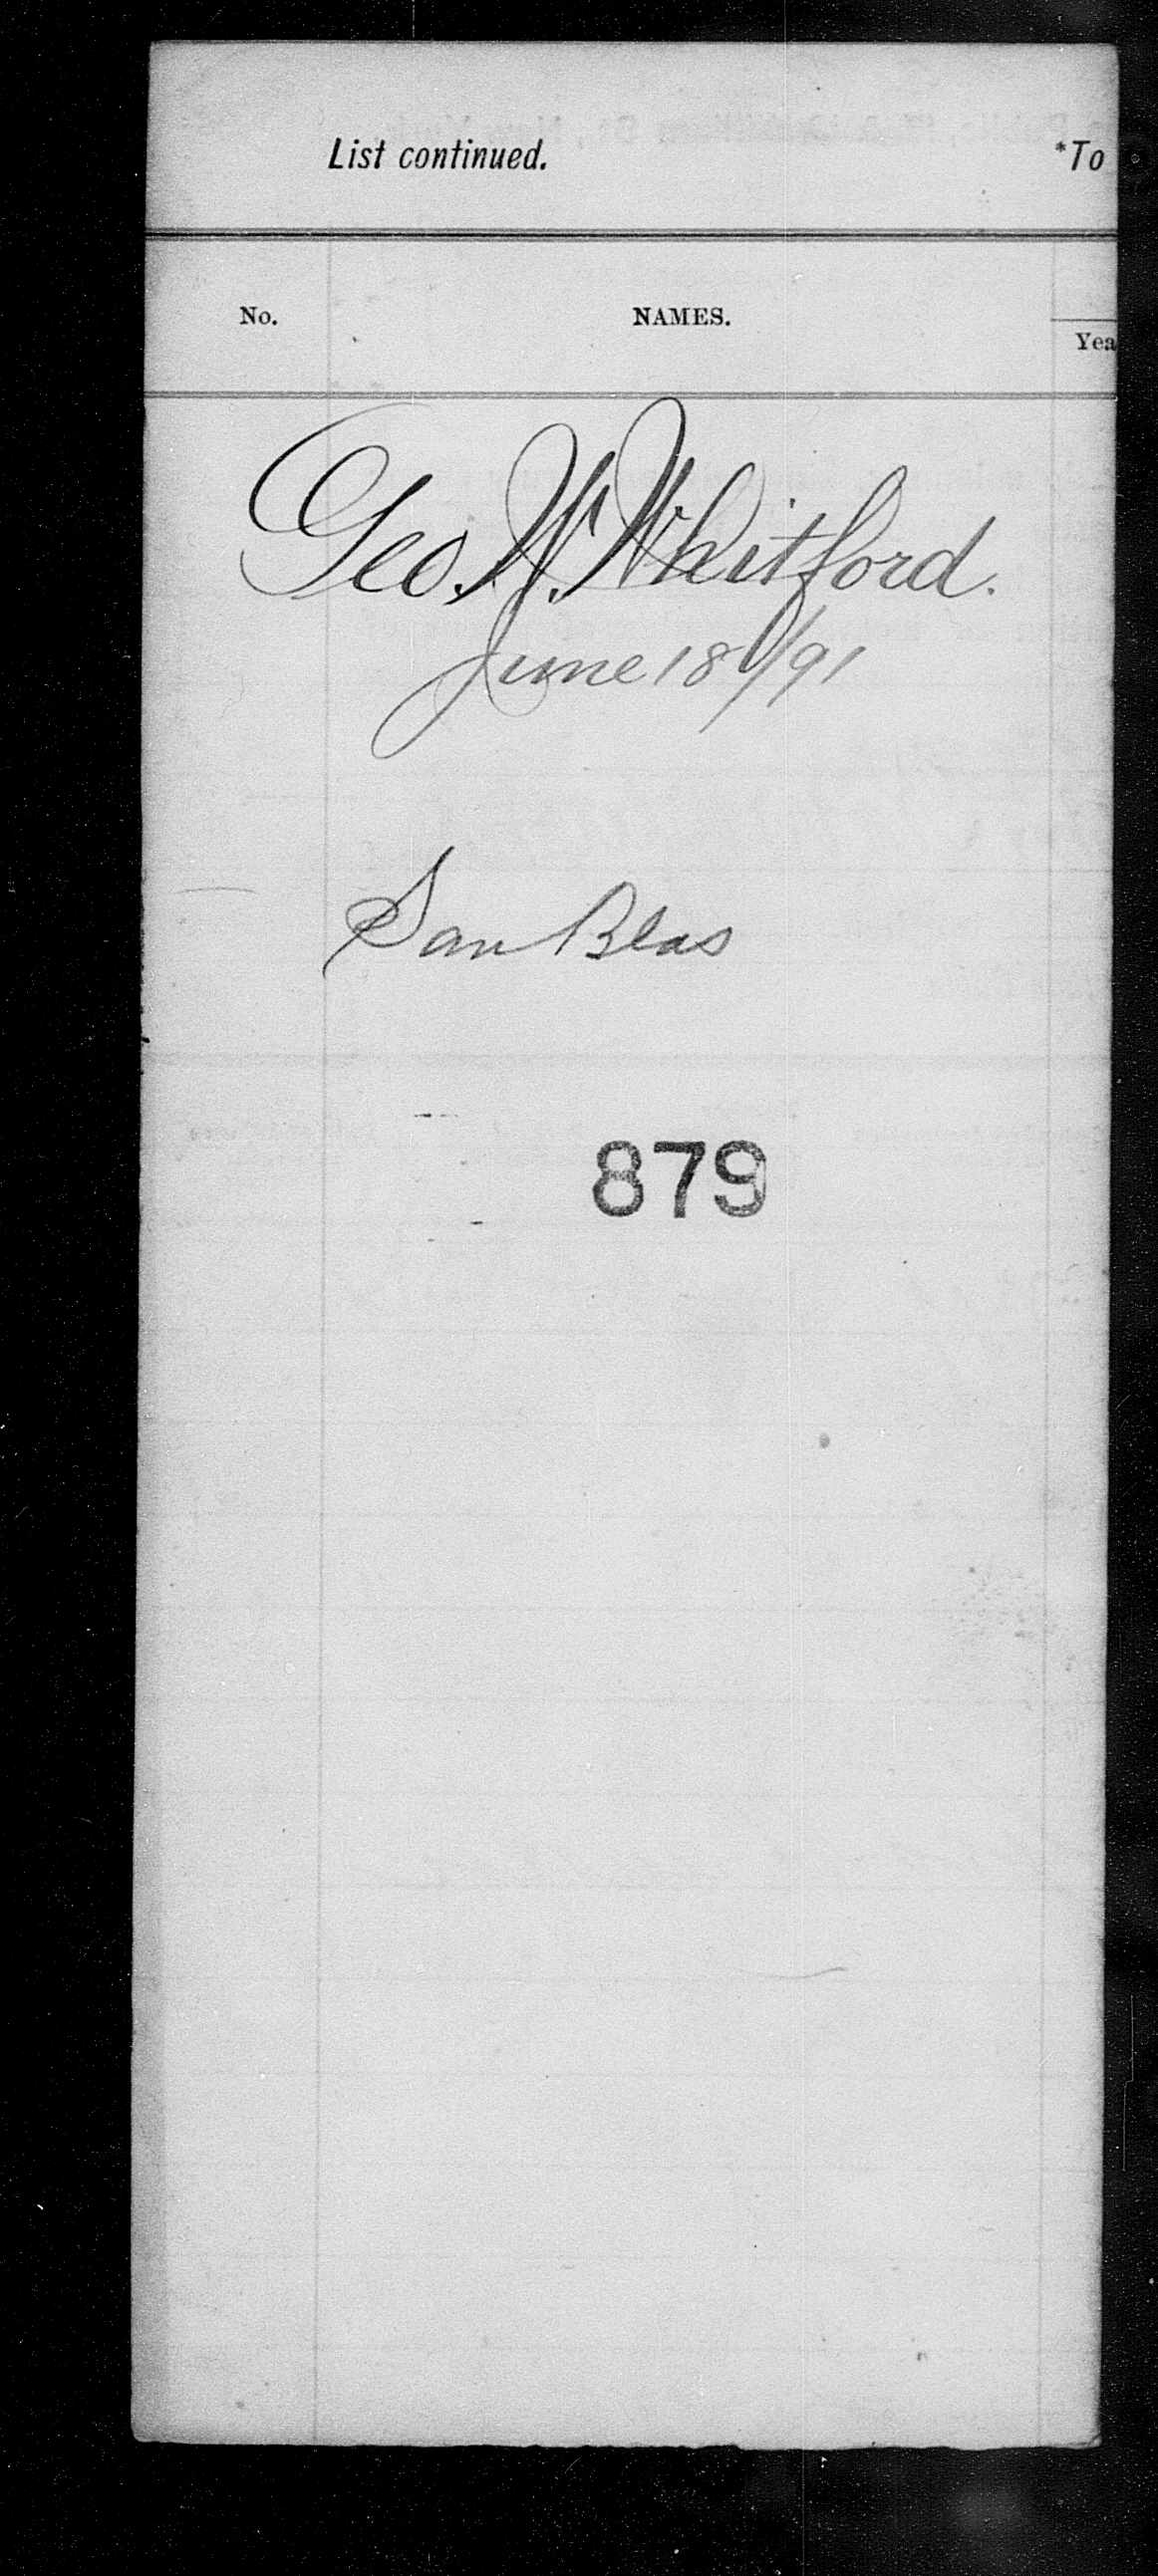 List continued. *To
No. NAMES.
Yea
Geo. W. Whitford.
June 18/91
San Blas
879